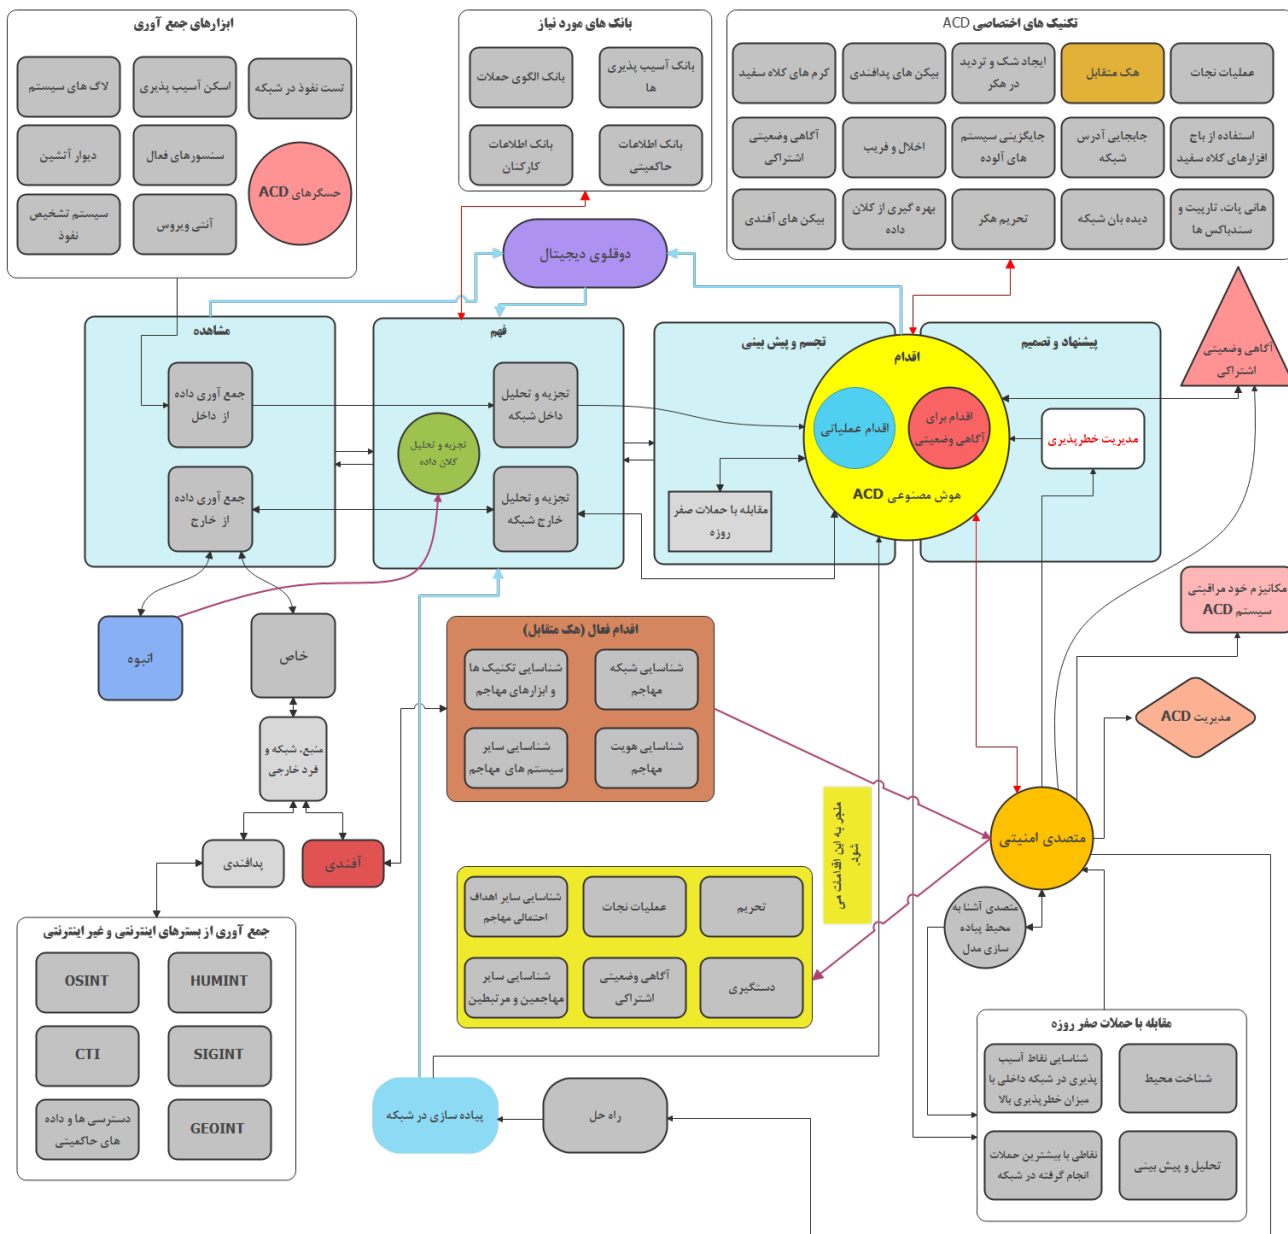 ابزارهای جمع آوری
تست نفوذ در شبکه
اسکن آسیب پذیری
لاگ های سیستم
سنسورهای فعال
دیوار آتشین
حسگرهای ACD
آنتی ویروس
سیستم تشخیص
نفوذ
بانک های مورد نیاز
بانک آسیب پذیری
ها
بانک الگوی حملات
بانک اطلاعات
حاکمیتی
بانک اطلاعات
کارکنان
تکنیک های اختصاصی ACD
عملیات نجات
هک متقابل
ایجاد شک و تردید
در هکر
بیکن های پدافندی
کرم های کلاه سفید
استفاده از باج
افزارهای کلاه سفید
جابجایی آدرس
شبکه
جایگزینی سیستم
های آلوده
اخلال و فریب
آگاهی وضعیتی
اشتراکی
هانی پات، تارپیت و
سندباکس ها
دیده بان شبکه
تحریم هکر
بهره گیری از کلان
داده
بیکن های آفندی
دوقلوی دیجیتال
مشاهده
جمع آوری داده
از داخل
جمع آوری داده
از خارج
فهم
تجزیه و تحلیل
داخل شبکه
تجزیه و تحلیل
کلان داده
تجزیه و تحلیل
خارج شبکه
تجسم و پیش بینی
مقابله با حملات صفر
روزه
اقدام
اقدام عملیاتی
اقدام برای
آگاهی وضعیتی
هوش مصنوعی ACD
پیشنهاد و تصمیم
مدیریت خطرپذیری
آگاهی وضعیتی
اشتراکی
مکانیزم خود مراقبتی
سیستم ACD
مدیریت ACD
متصدی امنیتی
متصدی آشنا به
محیط پیاده
سازی مدل
انبوه
خاص
منبع، شبکه و
فرد خارجی
پدافندی
آفندی
اقدام فعال (هک متقابل)
شناسایی شبکه
مهاجم
شناسایی تکنیک ها
و ابزارهای مهاجم
شناسایی هویت
مهاجم
شناسایی سایر
سیستم های مهاجم
منجر به این اقدامات می
شود.
تحریم
عملیات نجات
شناسایی سایر اهداف
احتمالی مهاجم
دستگیری
آگاهی وضعیتی
اشتراکی
شناسایی سایر
مهاجمین و مرتبطین
جمع آوری از بسترهای اینترنتی و غیر اینترنتی
HUMINT
OSINT
SIGINT
CTI
GEOINT
دسترسی ها و داده
های حاکمیتی
پیاده سازی در شبکه
راه حل
مقابله با حملات صفر روزه
شناخت محیط
شناسایی نقاط آسیب
پذیری در شبکه داخلی با
میزان خطرپذیری بالا
تحلیل و پیش بینی
نقاطی با بیشترین حملات
انجام گرفته در شبکه